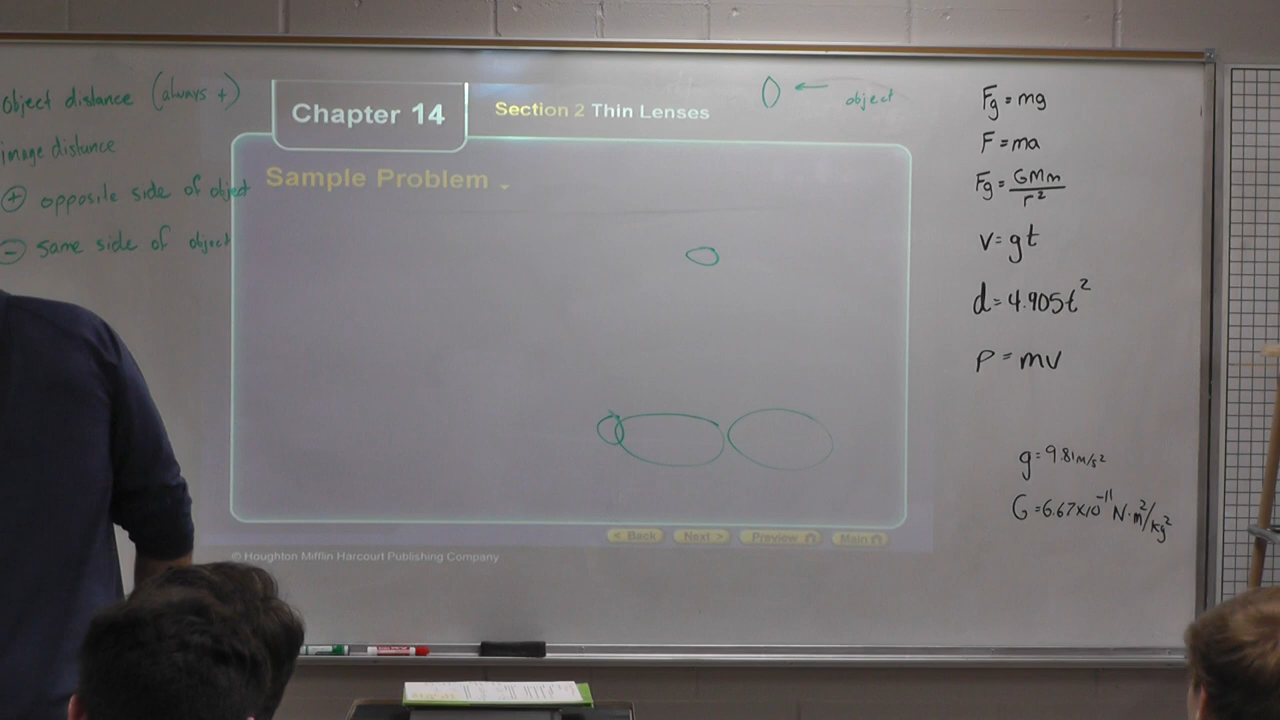 object distance (always +)
image distance
⊕ opposite side of object
⊖ same side of object
Chapter 14
Section 2 Thin Lenses
← object
Sample Problem
< Back
Next >
Preview
Main
© Houghton Mifflin Harcourt Publishing Company
Fg = mg
F = ma
Fg = GMm / r²
v = gt
d = 4.905t²
P = mv
g = 9.81 m/s²
G = 6.67x10⁻¹¹ N·m²/kg²